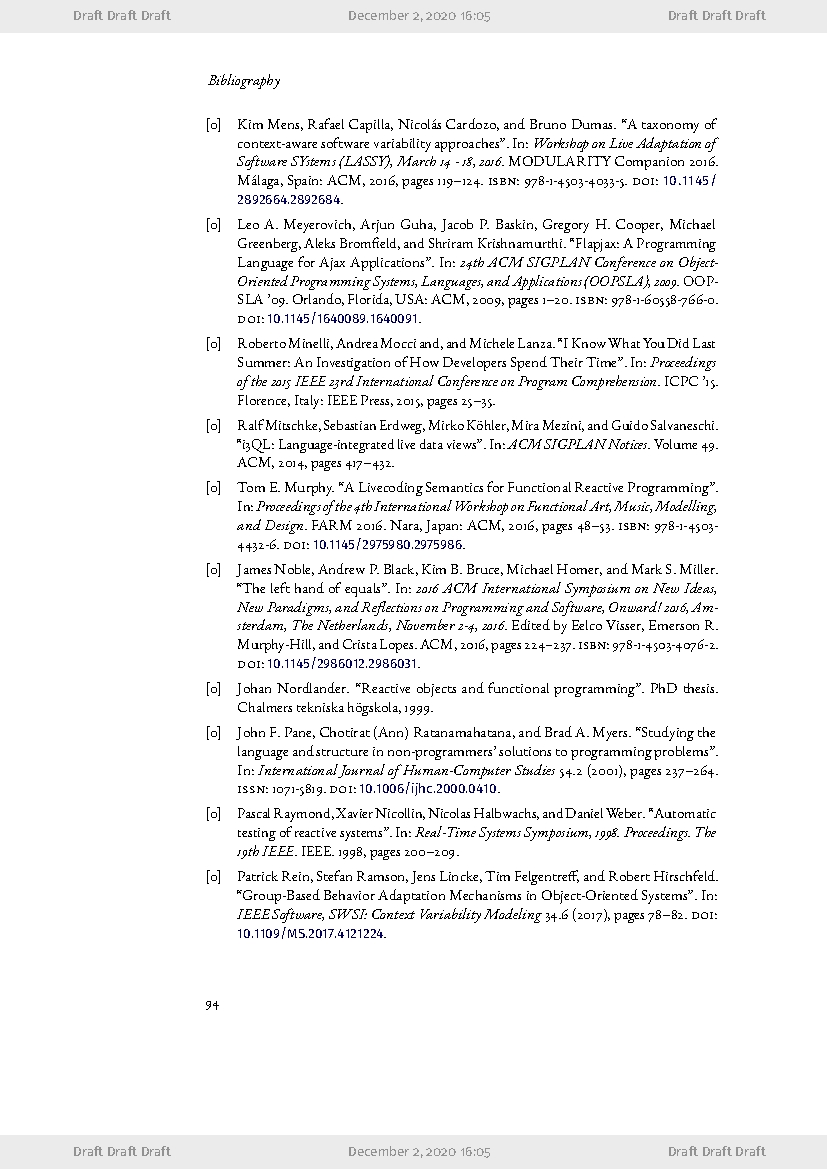 Draft Draft Draft December 2, 2020 16:05 Draft Draft Draft
Bibliography
[0] Kim Mens, Rafael Capilla, Nicolás Cardozo, and Bruno Dumas. “A taxonomy of
context-aware software variability approaches”. In: Workshop on Live Adaptation of
Software SYstems (LASSY), March 14 - 18, 2016. MODULARITY Companion 2016.
Málaga, Spain: ACM, 2016, pages 119–124. ISBN: 978-1-4503-4033-5. DOI: 10.1145/
2892664.2892684.
[0] Leo A. Meyerovich, Arjun Guha, Jacob P. Baskin, Gregory H. Cooper, Michael
Greenberg, Aleks Bromfield, and Shriram Krishnamurthi. “Flapjax: A Programming
Language for Ajax Applications”. In: 24th ACM SIGPLAN Conference on Object-
Oriented Programming Systems, Languages, and Applications (OOPSLA), 2009. OOP-
SLA ’09. Orlando, Florida, USA: ACM, 2009, pages 1–20. ISBN: 978-1-60558-766-0.
DOI: 10.1145/1640089.1640091.
[0] Roberto Minelli, Andrea Mocci and, and Michele Lanza. “I Know What You Did Last
Summer: An Investigation of How Developers Spend Their Time”. In: Proceedings
of the 2015 IEEE 23rd International Conference on Program Comprehension. ICPC ’15.
Florence, Italy: IEEE Press, 2015, pages 25–35.
[0] Ralf Mitschke, Sebastian Erdweg, Mirko Köhler, Mira Mezini, and Guido Salvaneschi.
“i3QL: Language-integrated live data views”. In: ACM SIGPLAN Notices. Volume 49.
ACM, 2014, pages 417–432.
[0] Tom E. Murphy. “A Livecoding Semantics for Functional Reactive Programming”.
In: Proceedings of the 4th International Workshop on Functional Art, Music, Modelling,
and Design. FARM 2016. Nara, Japan: ACM, 2016, pages 48–53. ISBN: 978-1-4503-
4432-6. DOI: 10.1145/2975980.2975986.
[0] James Noble, Andrew P. Black, Kim B. Bruce, Michael Homer, and Mark S. Miller.
“The left hand of equals”. In: 2016 ACM International Symposium on New Ideas,
New Paradigms, and Reflections on Programming and Software, Onward! 2016, Am-
sterdam, The Netherlands, November 2-4, 2016. Edited by Eelco Visser, Emerson R.
Murphy-Hill, and Crista Lopes. ACM, 2016, pages 224–237. ISBN: 978-1-4503-4076-2.
DOI: 10.1145/2986012.2986031.
[0] Johan Nordlander. “Reactive objects and functional programming”. PhD thesis.
Chalmers tekniska högskola, 1999.
[0] John F. Pane, Chotirat (Ann) Ratanamahatana, and Brad A. Myers. “Studying the
language and structure in non-programmers’ solutions to programming problems”.
In: International Journal of Human-Computer Studies 54.2 (2001), pages 237–264.
ISSN: 1071-5819. DOI: 10.1006/ijhc.2000.0410.
[0] Pascal Raymond, Xavier Nicollin, Nicolas Halbwachs, and Daniel Weber. “Automatic
testing of reactive systems”. In: Real-Time Systems Symposium, 1998. Proceedings. The
19th IEEE. IEEE. 1998, pages 200–209.
[0] Patrick Rein, Stefan Ramson, Jens Lincke, Tim Felgentreff, and Robert Hirschfeld.
“Group-Based Behavior Adaptation Mechanisms in Object-Oriented Systems”. In:
IEEE Software, SWSI: Context Variability Modeling 34.6 (2017), pages 78–82. DOI:
10.1109/MS.2017.4121224.
94
Draft Draft Draft December 2, 2020 16:05 Draft Draft Draft